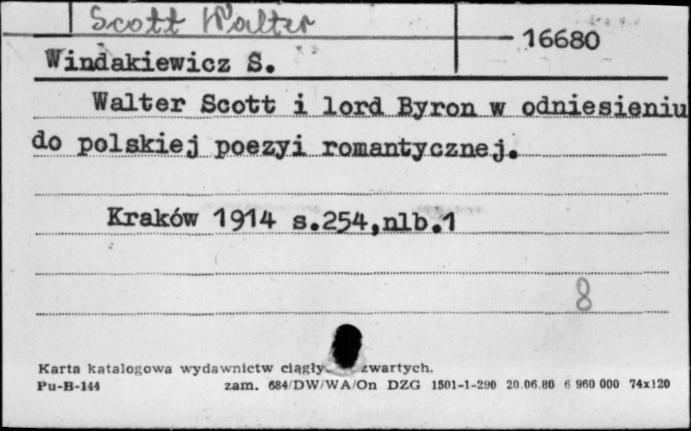 Scott Walter
16680
Windakiewicz S.
Walter Scott i lord Byron w odniesieniu
do polskiej poezyi romantycznej.
Kraków 1914 s.254,nlb.1
8
Karta katalogowa wydawnictw ciągły zwartych.
Pu-B-144 zam. 684/DW/WA/On DZG 1501-1-290 20.06.80 6 960 000 74x120